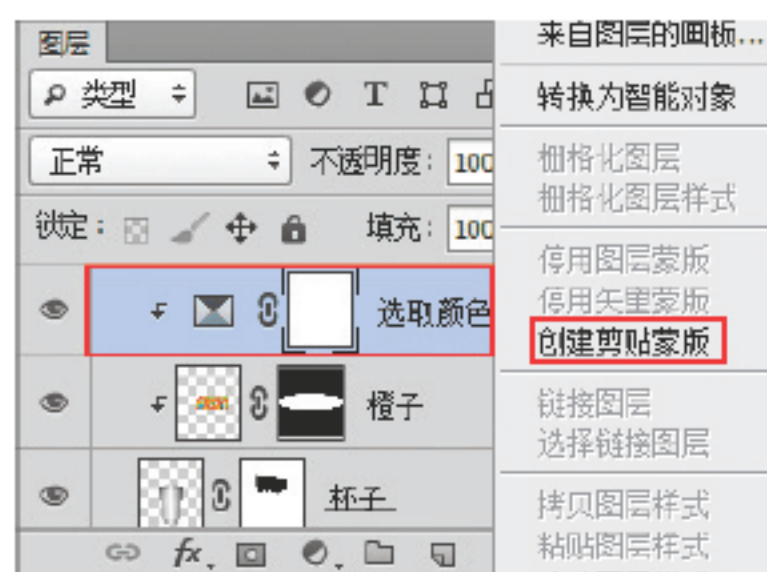 图层
类型
T
正常
不透明度: 100
锁定:
填充: 100
选取颜色
橙子
杯子
fx.
来自图层的画板...
转换为智能对象
栅格化图层
栅格化图层样式
停用图层蒙版
停用矢量蒙版
创建剪贴蒙版
链接图层
选择链接图层
拷贝图层样式
粘贴图层样式